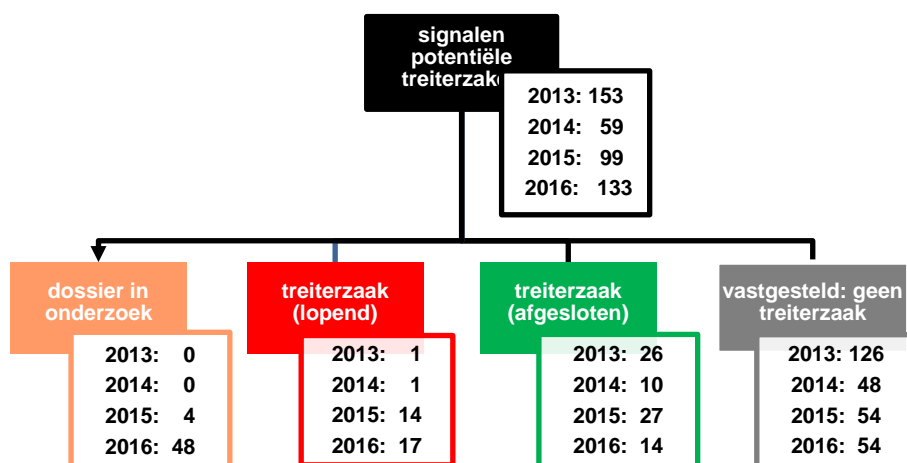 signalen
potentiële
treiterzake
2013: 153
2014: 59
2015: 99
2016: 133
dossier in
onderzoek
2013: 0
2014: 0
2015: 4
2016: 48
treiterzaak
(lopend)
2013: 1
2014: 1
2015: 14
2016: 17
treiterzaak
(afgesloten)
2013: 26
2014: 10
2015: 27
2016: 14
vastgesteld: geen
treiterzaak
2013: 126
2014: 48
2015: 54
2016: 54